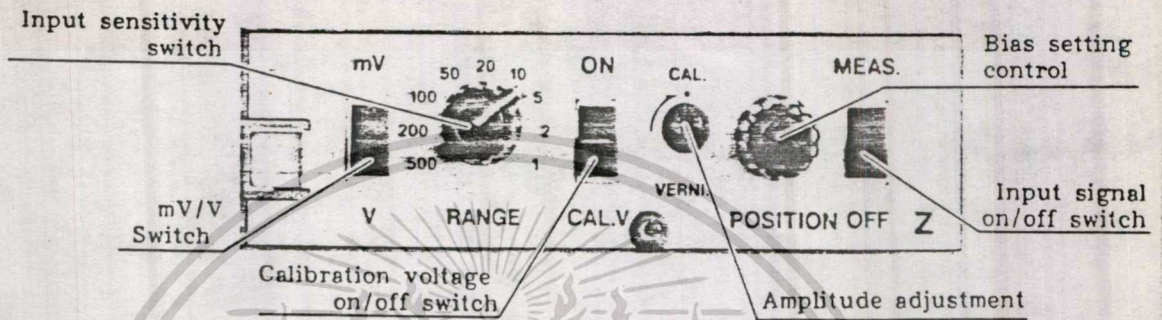 Input sensitivity
switch
Bias setting
control
mV
50 20 10
100 5
200 2
500 1
ON
CAL.
MEAS.
VERNI.
V
RANGE
CAL.V
POSITION
OFF
Z
mV/V
Switch
Input signal
on/off switch
Calibration voltage
on/off switch
Amplitude adjustment